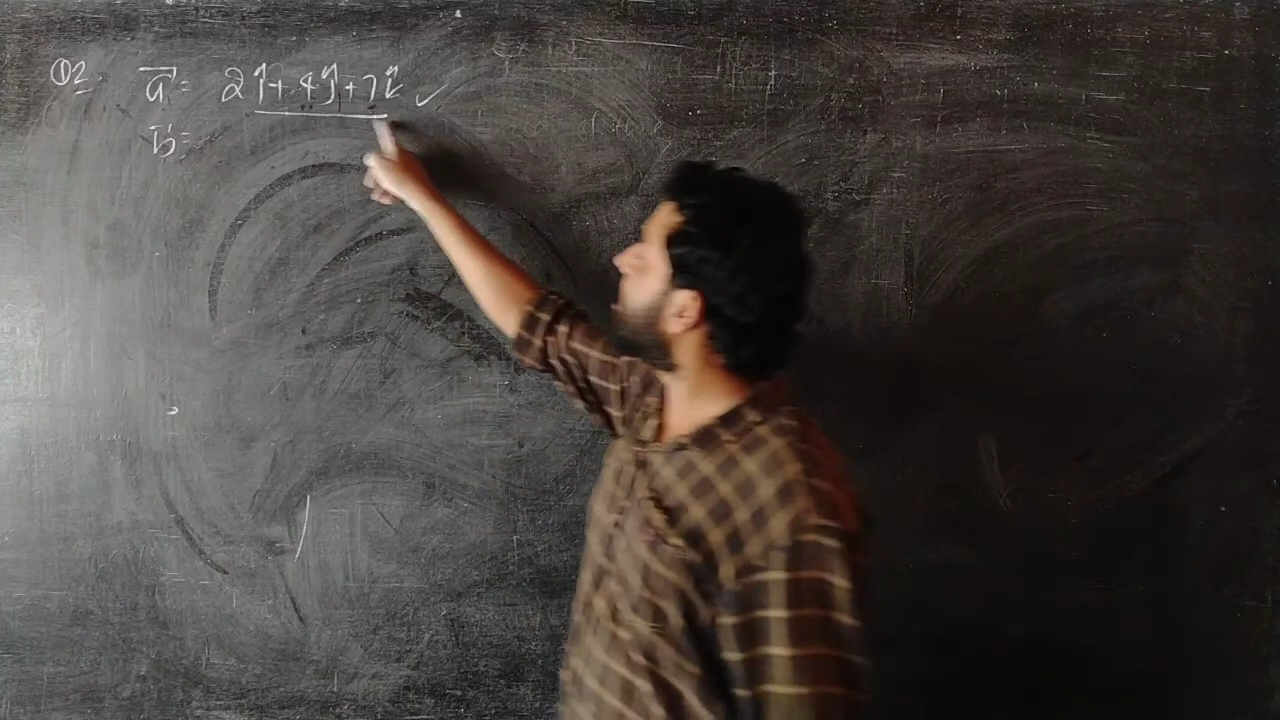 Q2 a⃗ = 2î + 4ĵ + 7k̂ ✓
b⃗ =